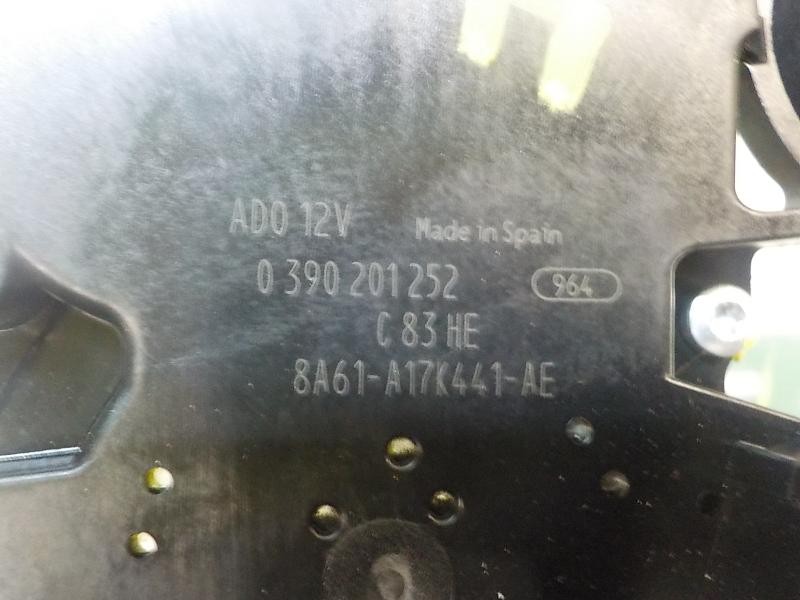 ADO 12V Made in Spain
0 390 201 252 964
C 83 HE
8A61-A17K441-AE